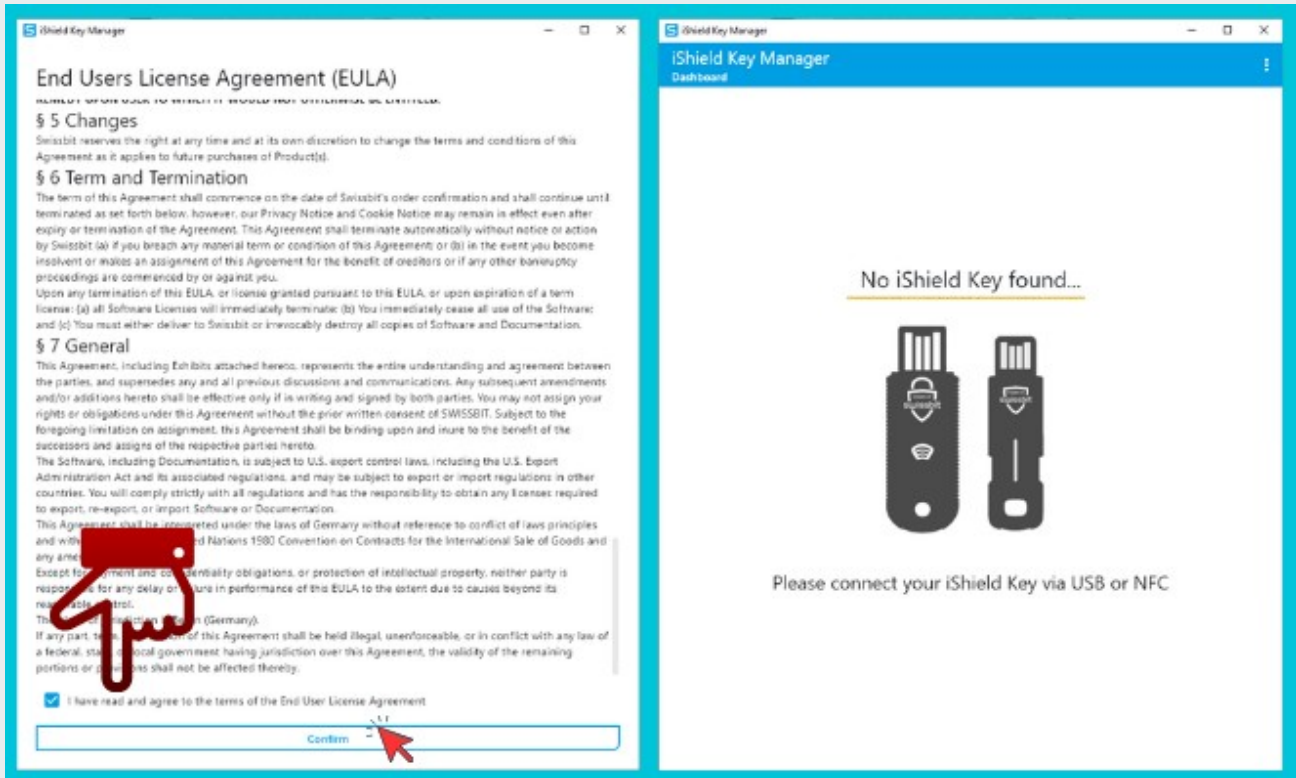 iShield Key Manager
End Users License Agreement (EULA)
REMEDY UPON USER TO WHICH IT WOULD NOT OTHERWISE BE ENTITLED.
§ 5 Changes
Swissbit reserves the right at any time and at its own discretion to change the terms and conditions of this
Agreement as it applies to future purchases of Product(s).
§ 6 Term and Termination
The term of this Agreement shall commence on the date of Swissbit's order confirmation and shall continue until
terminated as set forth below, however, our Privacy Notice and Cookie Notice may remain in effect even after
expiry or termination of the Agreement. This Agreement shall terminate automatically without notice or action
by Swissbit (a) if you breach any material term or condition of this Agreement; or (b) in the event you become
insolvent or makes an assignment of this Agreement for the benefit of creditors or if any other bankruptcy
proceedings are commenced by or against you.
Upon any termination of this EULA, or license granted pursuant to this EULA, or upon expiration of a term
license: (a) all Software Licenses will immediately terminate; (b) You immediately cease all use of the Software;
and (c) You must either deliver to Swissbit or irrevocably destroy all copies of Software and Documentation.
§ 7 General
This Agreement, including Exhibits attached hereto, represents the entire understanding and agreement between
the parties, and supersedes any and all previous discussions and communications. Any subsequent amendments
and/or additions hereto shall be effective only if in writing and signed by both parties. You may not assign your
rights or obligations under this Agreement without the prior written consent of SWISSBIT. Subject to the
foregoing limitation on assignment, this Agreement shall be binding upon and inure to the benefit of the
successors and assigns of the respective parties hereto.
The Software, including Documentation, is subject to U.S. export control laws, including the U.S. Export
Administration Act and its associated regulations, and may be subject to export or import regulations in other
countries. You will comply strictly with all regulations and has the responsibility to obtain any licenses required
to export, re-export, or import Software or Documentation.
This Agreement shall be interpreted under the laws of Germany without reference to conflict of laws principles
and Nations 1980 Convention on Contracts for the International Sale of Goods and
any
Except for and obligations, or protection of intellectual property, neither party is
for any delay or in performance of this EULA to the extent due to causes beyond its
(Germany).
If any part, of this Agreement shall be held illegal, unenforceable, or in conflict with any law of
a federal, local government having jurisdiction over this Agreement, the validity of the remaining
portions or shall not be affected thereby.
I have read and agree to the terms of the End User License Agreement
Confirm
iShield Key Manager
iShield Key Manager
Dashboard
No iShield Key found...
swissbit
swissbit
Please connect your iShield Key via USB or NFC